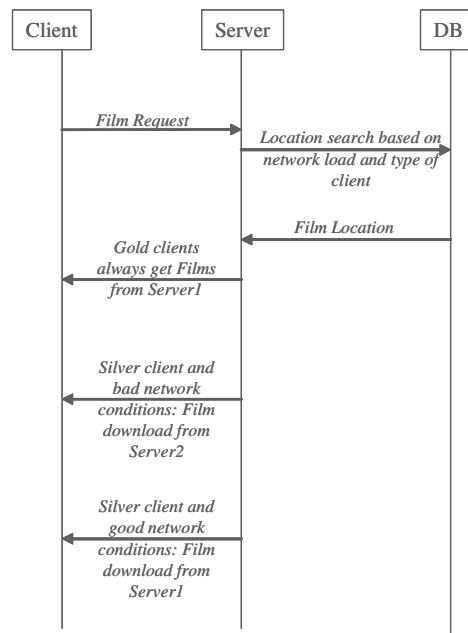 Client
Server
DB
Film Request
Location search based on
network load and type of
client
Film Location
Gold clients
always get Films
from Server1
Silver client and
bad network
conditions: Film
download from
Server2
Silver client and
good network
conditions: Film
download from
Server1